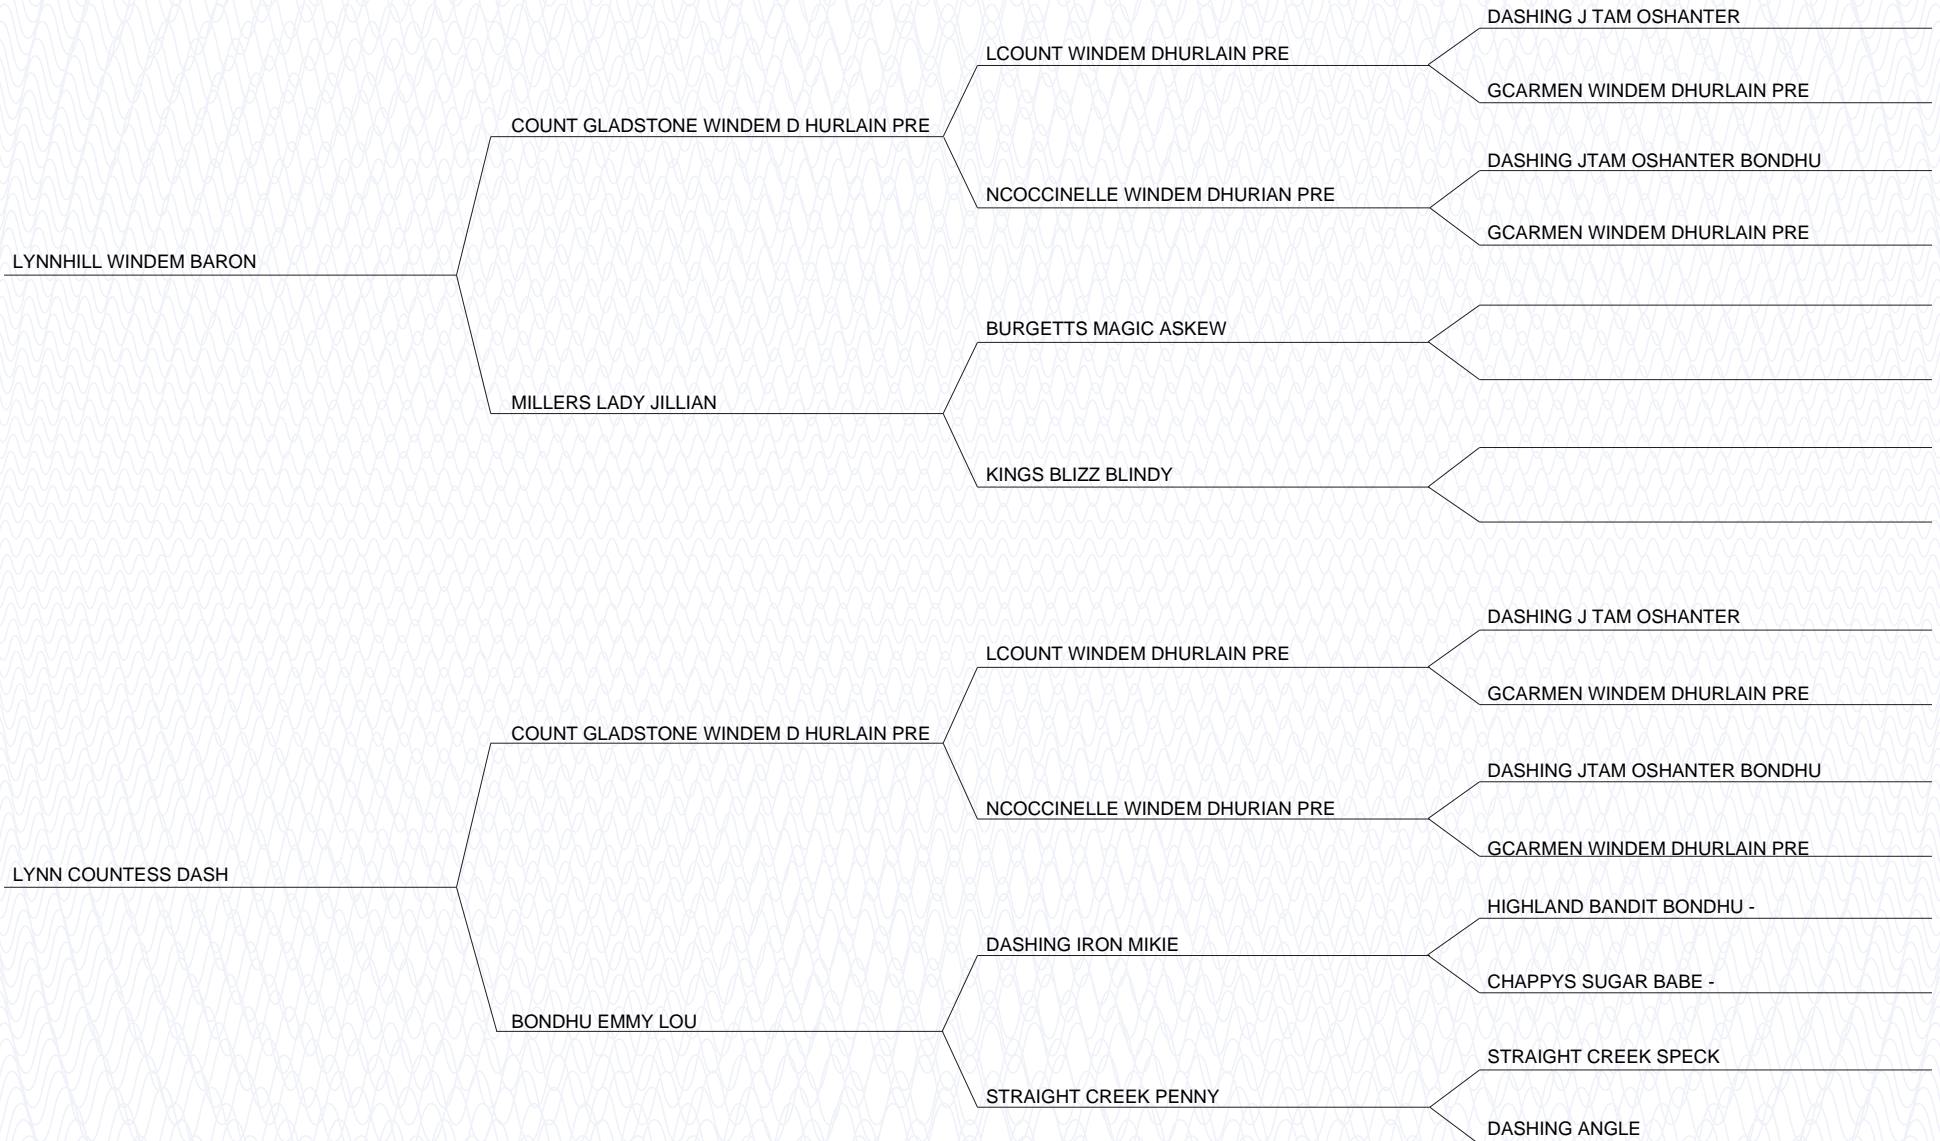 DASHING J TAM OSHANTER
LCOUNT WINDEM DHURLAIN PRE
GCARMEN WINDEM DHURLAIN PRE
COUNT GLADSTONE WINDEM D HURLAIN PRE
DASHING JTAM OSHANTER BONDHU
NCOCCINELLE WINDEM DHURIAN PRE
GCARMEN WINDEM DHURLAIN PRE
LYNNHILL WINDEM BARON
BURGETTS MAGIC ASKEW
MILLERS LADY JILLIAN
KINGS BLIZZ BLINDY
DASHING J TAM OSHANTER
LCOUNT WINDEM DHURLAIN PRE
GCARMEN WINDEM DHURLAIN PRE
COUNT GLADSTONE WINDEM D HURLAIN PRE
DASHING JTAM OSHANTER BONDHU
NCOCCINELLE WINDEM DHURIAN PRE
GCARMEN WINDEM DHURLAIN PRE
LYNN COUNTESS DASH
HIGHLAND BANDIT BONDHU -
DASHING IRON MIKIE
CHAPPYS SUGAR BABE -
BONDHU EMMY LOU
STRAIGHT CREEK SPECK
STRAIGHT CREEK PENNY
DASHING ANGLE